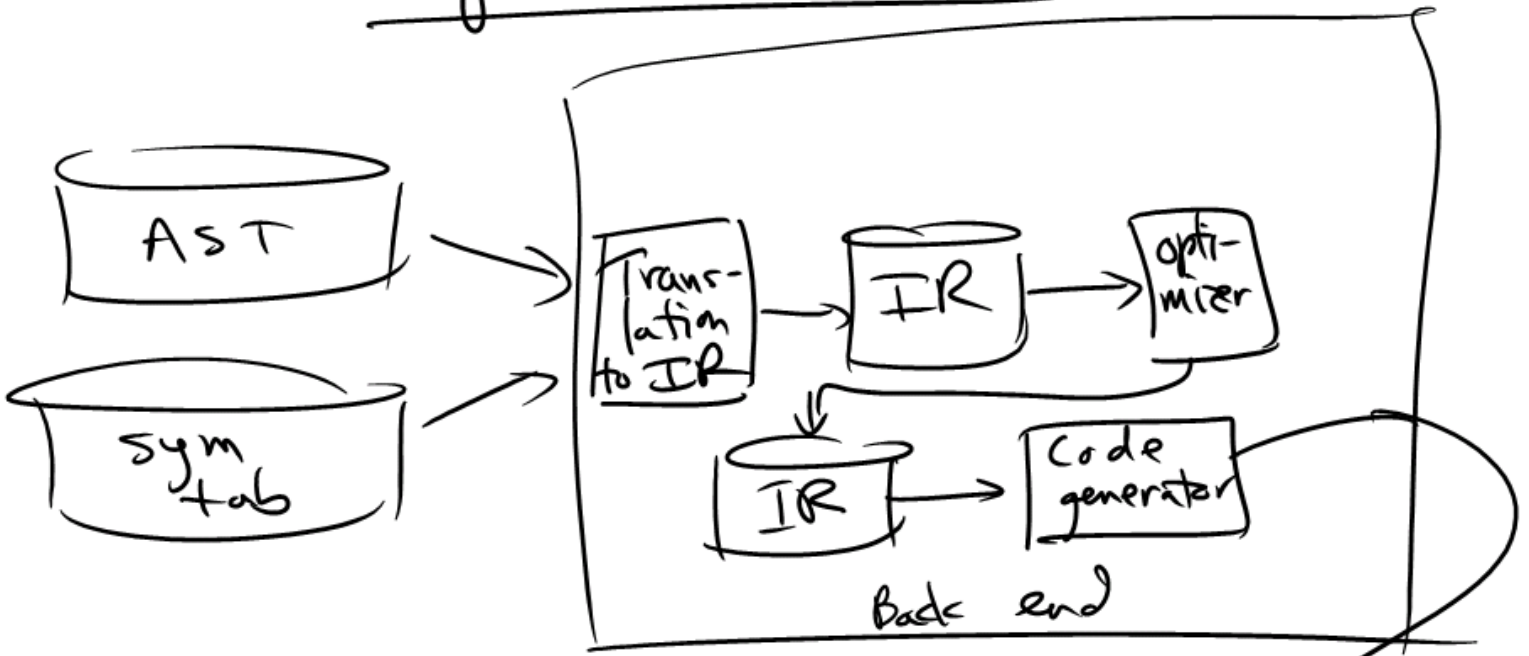 AST
sym
tab
Trans-
lation
to IR
IR
opti-
mizer
IR
Code
generator
Back end